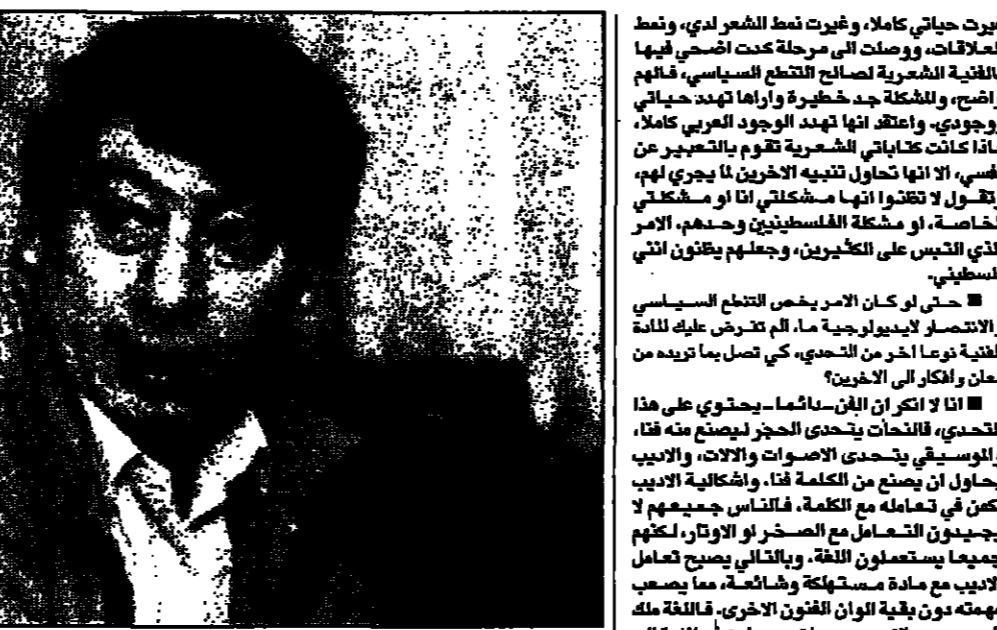 غيرت حياتي كاملا، وغيرت نمط الشعر لدي، ونمط
العلاقات، ووصلت الى مرحلة كدت اضحي فيها
بالفنية الشعرية لصالح التنطع السياسي، فالهم
واضح، والمشكلة جد خطيرة واراها تهدد حياتي
ووجودي. واعتقد انها تهدد الوجود العربي كاملا،
فاذا كانت كتاباتي الشعرية تقوم بالتعبير عن
نفسي، الا انها تحاول تنبيه الاخرين لما يجري لهم،
وتقول لا تظنوا انها مشكلتي انا او مشكلتي
الخاصة، او مشكلة الفلسطينيين وحدهم، الامر
الذي التبس على الكثيرين، وجعلهم يظنون انني
فلسطيني.
■ حتى لو كان الامر يخص التنطع السياسي
والانتصار لايديولوجية ما، الم تفرض عليك المادة
الفنية نوعا اخر من التحدي، كي تصل بما تريده من
معان وافكار الى الاخرين؟
■ انا لا انكر ان الفن -دائما- يحتوي على هذا
التحدي، فالنحات يتحدى الحجر ليصنع منه فنا،
والموسيقي يتحدى الاصوات والالات، والاديب
يحاول ان يصنع من الكلمة فنا. واشكالية الاديب
تكمن في تعامله مع الكلمة، فالناس جميعهم لا
يجيدون التعامل مع الصخر او الاوتار، لكنهم
جميعا يستعملون اللغة. وبالتالي يصبح تعامل
الاديب مع مادة مستهلكة وشائعة، مما يصعب
مهمته دون بقية الوان الفنون الاخرى. فاللغة ملك